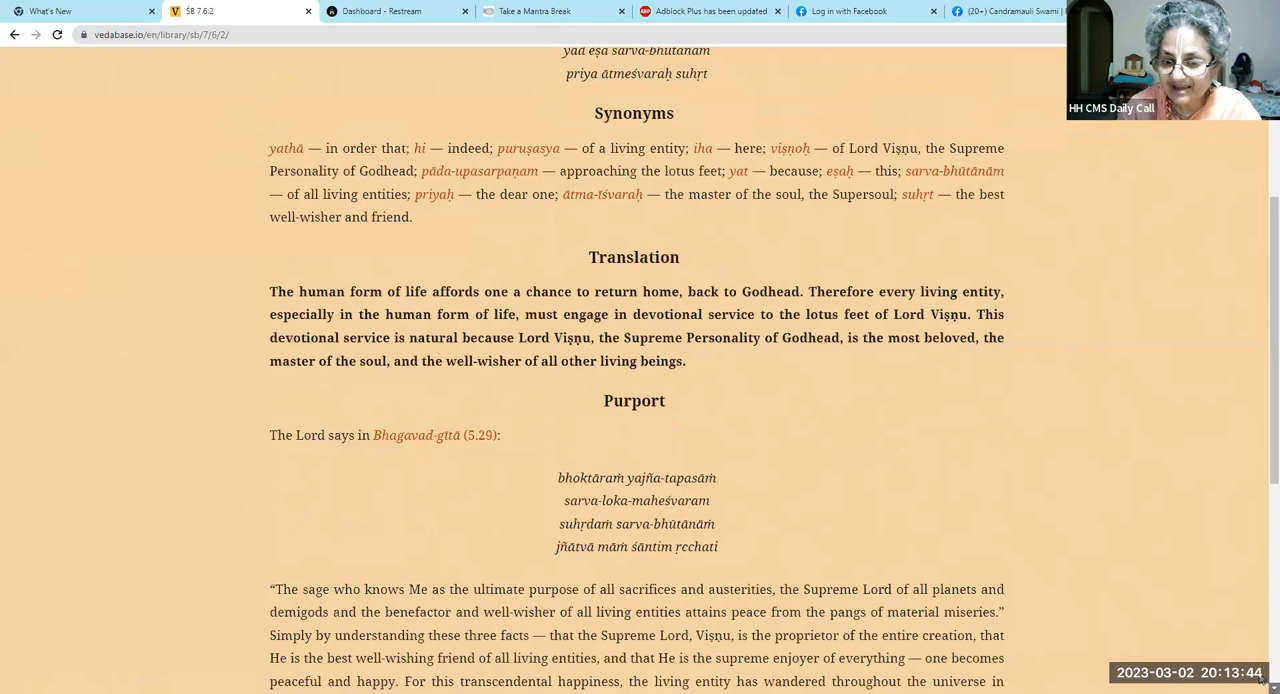 What's New
ŚB 7.6.2
Dashboard - Restream
Take a Mantra Break
Adblock Plus has been updated
Log in with Facebook
(20+) Candramauli Swami |
vedabase.io/en/library/sb/7/6/2/
HH CMS Daily Call
yad eṣa sarva-bhūtānāṁ
priya ātmeśvaraḥ suhṛt
Synonyms
yathā — in order that; hi — indeed; puruṣasya — of a living entity; iha — here; viṣṇoḥ — of Lord Viṣṇu, the Supreme
Personality of Godhead; pāda-upasarpaṇam — approaching the lotus feet; yat — because; eṣaḥ — this; sarva-bhūtānām
— of all living entities; priyaḥ — the dear one; ātma-īśvaraḥ — the master of the soul, the Supersoul; suhṛt — the best
well-wisher and friend.
Translation
The human form of life affords one a chance to return home, back to Godhead. Therefore every living entity,
especially in the human form of life, must engage in devotional service to the lotus feet of Lord Viṣṇu. This
devotional service is natural because Lord Viṣṇu, the Supreme Personality of Godhead, is the most beloved, the
master of the soul, and the well-wisher of all other living beings.
Purport
The Lord says in Bhagavad-gītā (5.29):
bhoktāraṁ yajña-tapasāṁ
sarva-loka-maheśvaram
suhṛdaṁ sarva-bhūtānāṁ
jñātvā māṁ śāntim ṛcchati
“The sage who knows Me as the ultimate purpose of all sacrifices and austerities, the Supreme Lord of all planets and
demigods and the benefactor and well-wisher of all living entities attains peace from the pangs of material miseries.”
Simply by understanding these three facts — that the Supreme Lord, Viṣṇu, is the proprietor of the entire creation, that
He is the best well-wishing friend of all living entities, and that He is the supreme enjoyer of everything — one becomes
peaceful and happy. For this transcendental happiness, the living entity has wandered throughout the universe in
2023-03-02 20:13:44